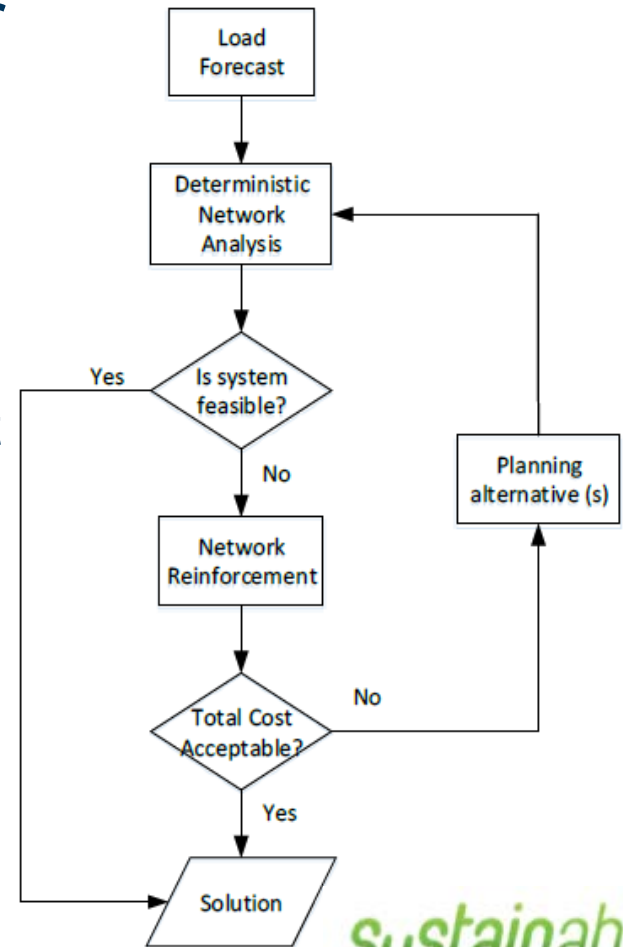 Load
Forecast
Deterministic
Network
Analysis
Yes
Is system
feasible?
No
Planning
alternative (s)
Network
Reinforcement
No
Total Cost
Acceptable?
Yes
Solution
sustainab